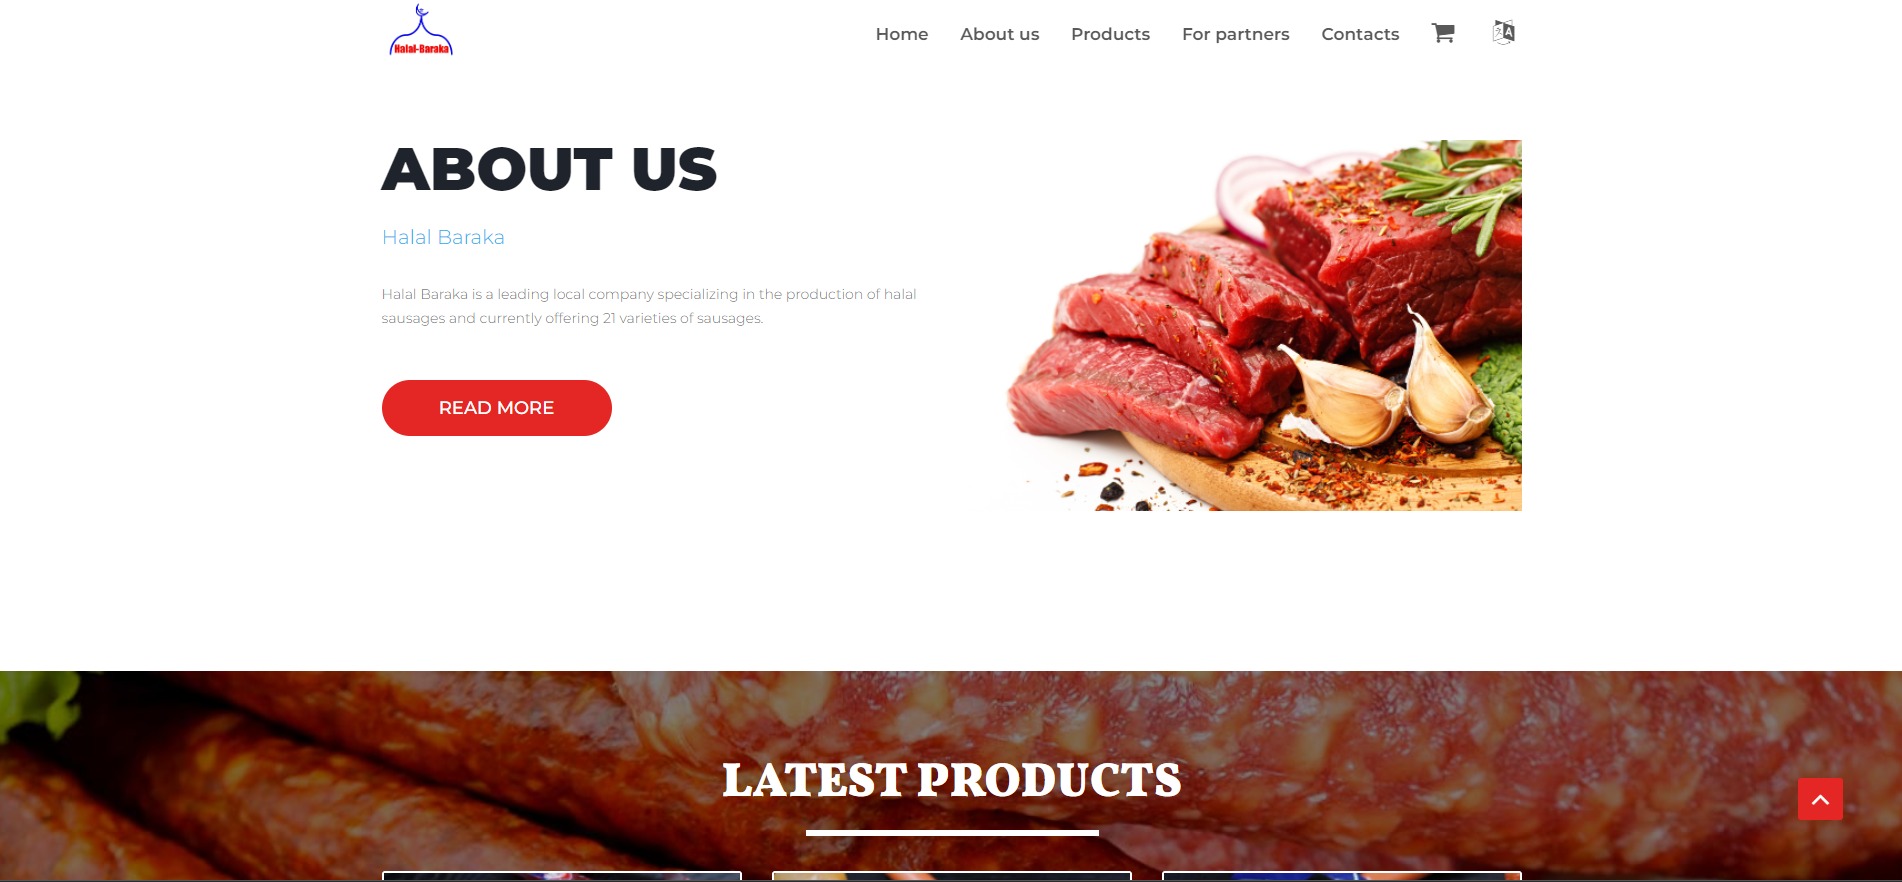 Halal-Baraka
Home About us Products For partners Contacts
ABOUT US
Halal Baraka
Halal Baraka is a leading local company specializing in the production of halal
sausages and currently offering 21 varieties of sausages.
READ MORE
LATEST PRODUCTS